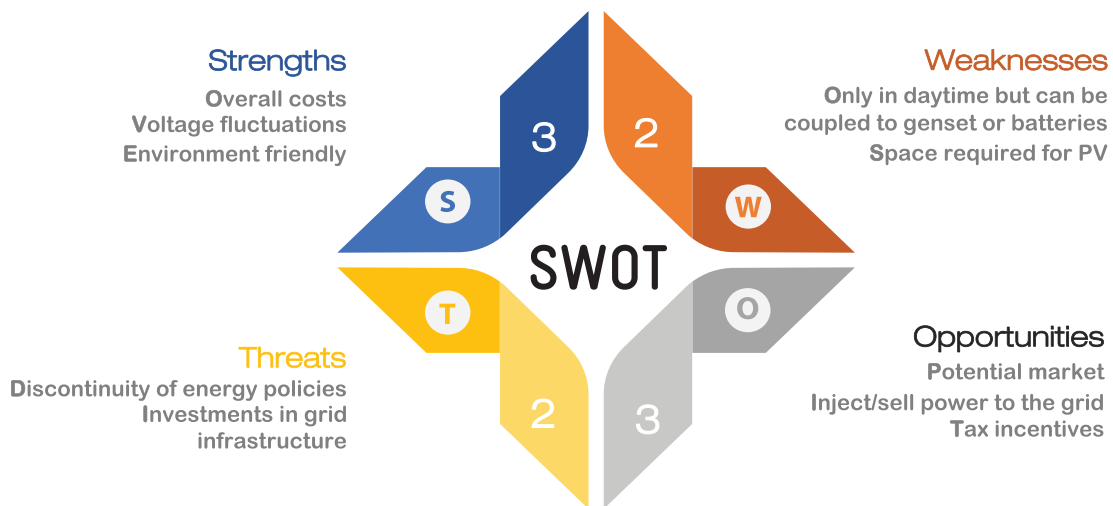 Strengths
Overall costs
Voltage fluctuations
Environment friendly
3
S
2
W
Weaknesses
Only in daytime but can be
coupled to genset or batteries
Space required for PV
SWOT
Threats
Discontinuity of energy policies
Investments in grid
infrastructure
T
2
O
3
Opportunities
Potential market
Inject/sell power to the grid
Tax incentives